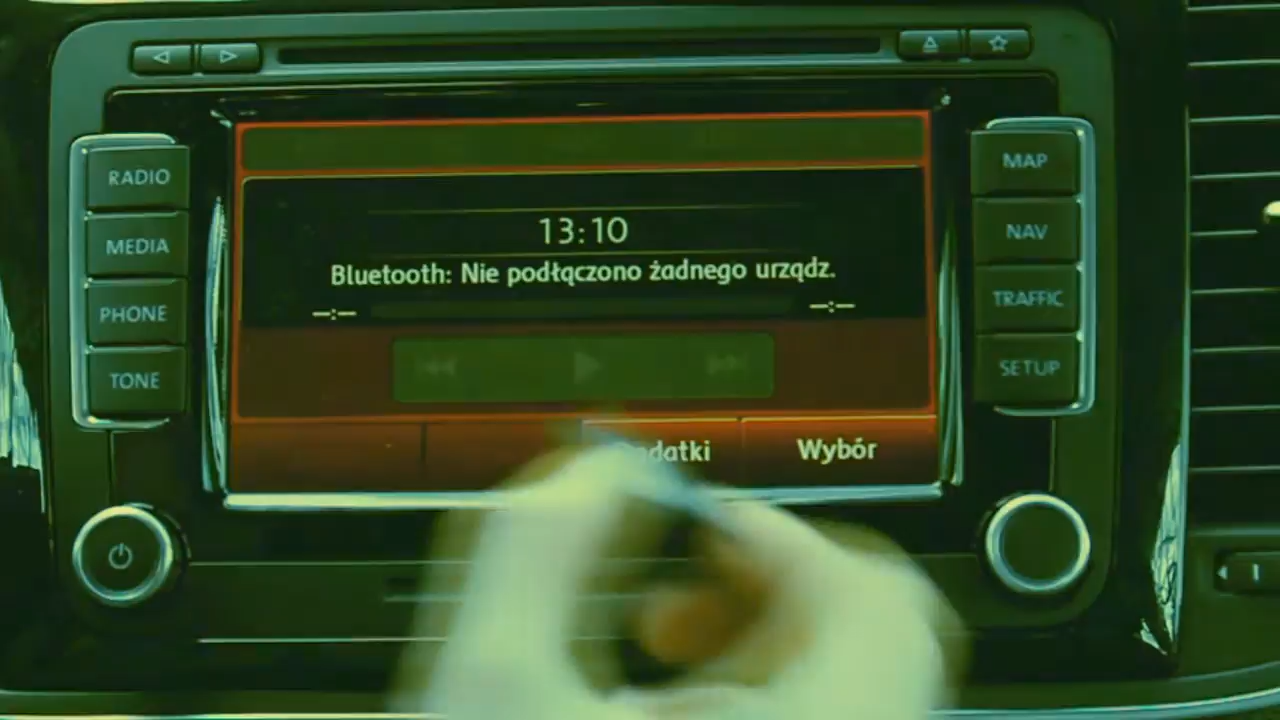 RADIO
MEDIA
PHONE
TONE
13:10
Bluetooth: Nie podłączono żadnego urządz.
--:-- --:--
Wybór
MAP
NAV
TRAFFIC
SETUP